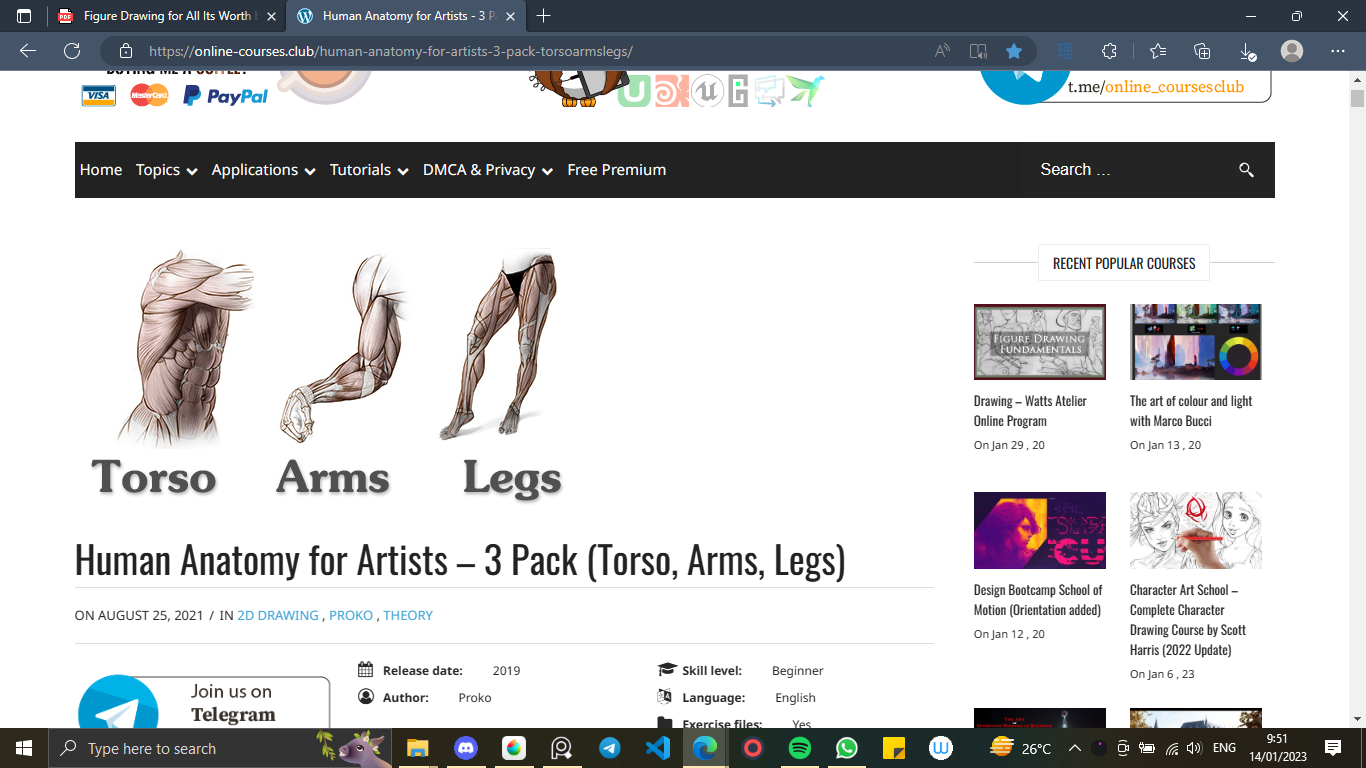 Figure Drawing for All Its Worth
Human Anatomy for Artists - 3 P
https://online-courses.club/human-anatomy-for-artists-3-pack-torsoarmslegs/
VISA MasterCard PayPal
t.me/online_coursesclub
Home Topics Applications Tutorials DMCA & Privacy Free Premium Search ...
Torso Arms Legs
Human Anatomy for Artists – 3 Pack (Torso, Arms, Legs)
ON AUGUST 25, 2021 / IN 2D DRAWING , PROKO , THEORY
Join us on
Telegram
Release date: 2019
Skill level: Beginner
Author: Proko
Language: English
Exercise files: Yes
RECENT POPULAR COURSES
FIGURE DRAWING
FUNDAMENTALS
Drawing – Watts Atelier
Online Program
On Jan 29 , 20
The art of colour and light
with Marco Bucci
On Jan 13 , 20
Design Bootcamp School of
Motion (Orientation added)
On Jan 12 , 20
Character Art School –
Complete Character
Drawing Course by Scott
Harris (2022 Update)
On Jan 6 , 23
Type here to search
26°C
ENG
9:51
14/01/2023